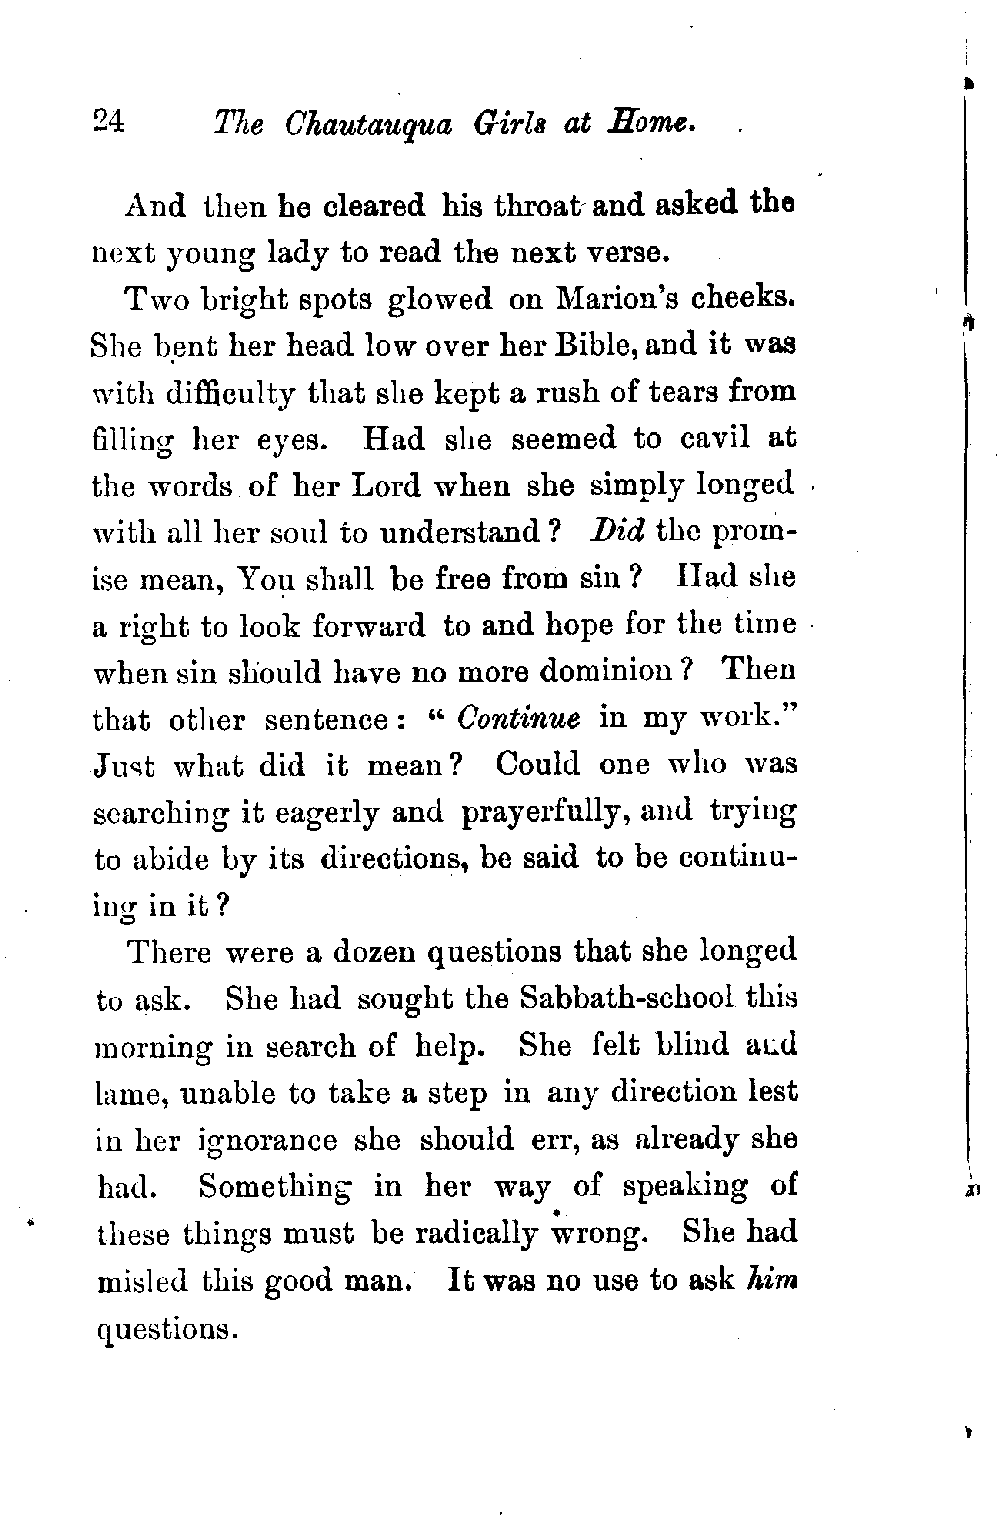 24 The Chautauqua Girls at Home.
And then he cleared his throat and asked the
next young lady to read the next verse.
Two bright spots glowed on Marion's cheeks.
She bent her head low over her Bible, and it was
with difficulty that she kept a rush of tears from
filling her eyes. Had she seemed to cavil at
the words of her Lord when she simply longed
with all her soul to understand? Did the prom-
ise mean, You shall be free from sin? Had she
a right to look forward to and hope for the time
when sin should have no more dominion? Then
that other sentence: "Continue in my work."
Just what did it mean? Could one who was
searching it eagerly and prayerfully, and trying
to abide by its directions, be said to be continu-
ing in it?
There were a dozen questions that she longed
to ask. She had sought the Sabbath-school this
morning in search of help. She felt blind and
lame, unable to take a step in any direction lest
in her ignorance she should err, as already she
had. Something in her way of speaking of
these things must be radically wrong. She had
misled this good man. It was no use to ask him
questions.